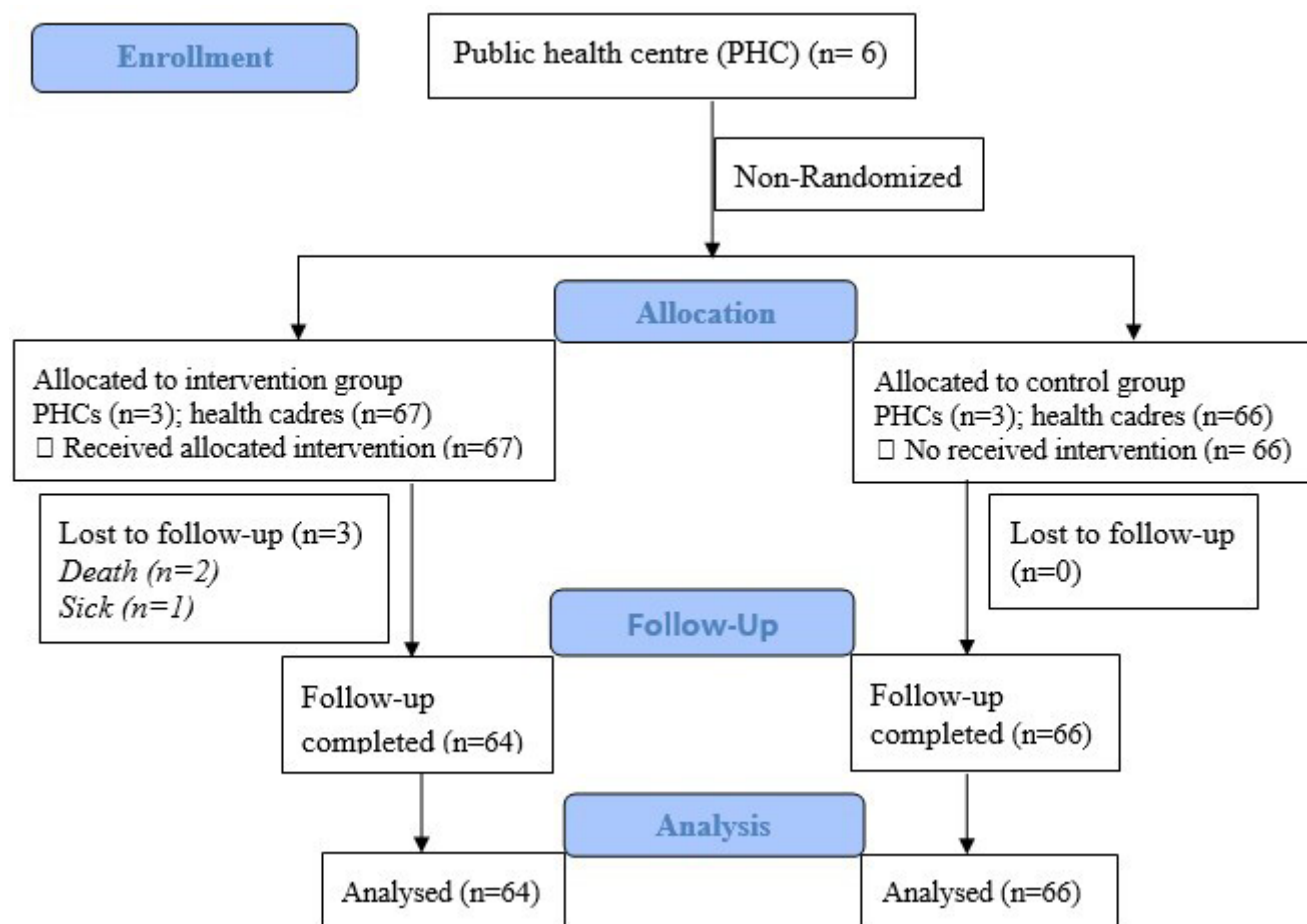 Enrollment
Public health centre (PHC) (n= 6)
Non-Randomized
Allocation
Allocated to intervention group
PHCs (n=3); health cadres (n=67)
□ Received allocated intervention (n=67)
Allocated to control group
PHCs (n=3); health cadres (n=66)
□ No received intervention (n= 66)
Lost to follow-up (n=3)
Death (n=2)
Sick (n=1)
Lost to follow-up
(n=0)
Follow-Up
Follow-up
completed (n=64)
Follow-up
completed (n=66)
Analysis
Analysed (n=64)
Analysed (n=66)